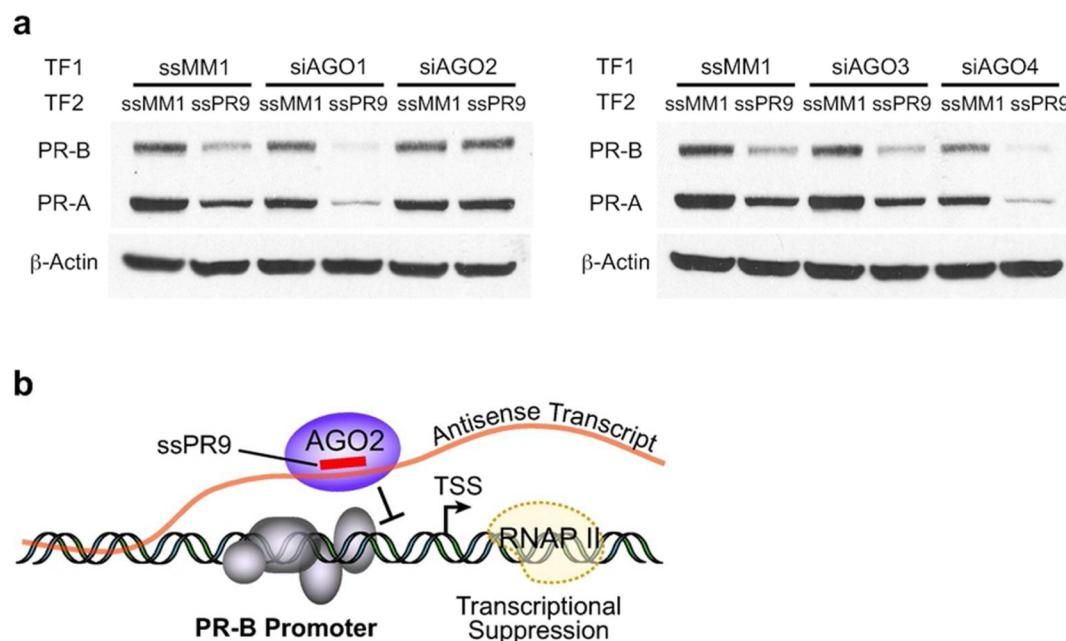 a
TF1 ssMM1 siAGO1 siAGO2
TF2 ssMM1 ssPR9 ssMM1 ssPR9 ssMM1 ssPR9
PR-B
PR-A
β-Actin
TF1 ssMM1 siAGO3 siAGO4
TF2 ssMM1 ssPR9 ssMM1 ssPR9 ssMM1 ssPR9
PR-B
PR-A
β-Actin
b
ssPR9
AGO2
Antisense Transcript
TSS
RNAP II
PR-B Promoter
Transcriptional
Suppression